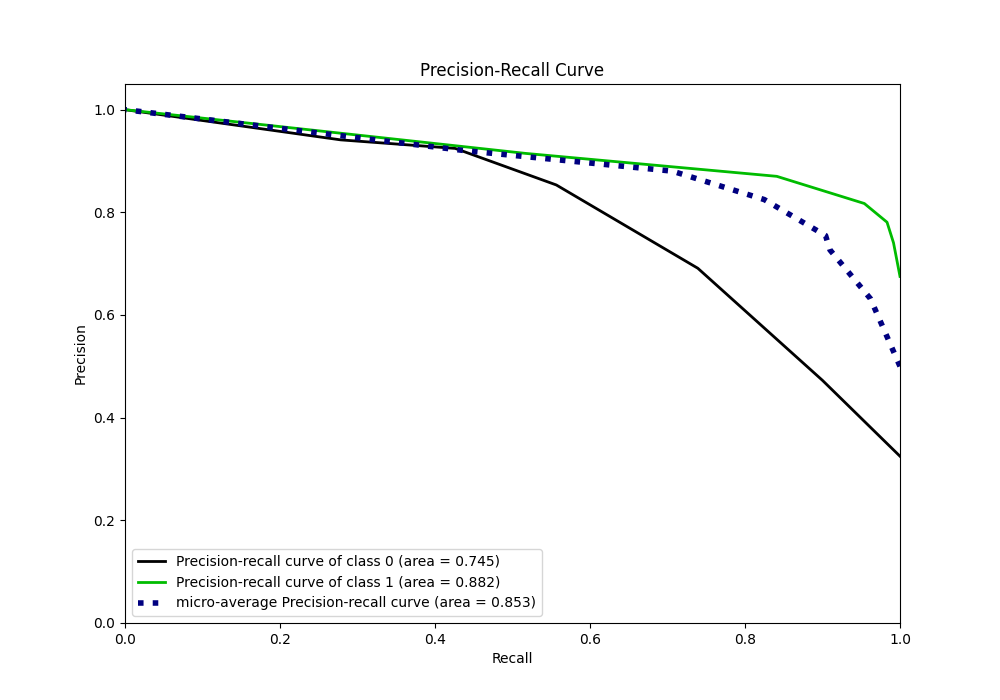 Precision-Recall Curve
1.0
0.8
0.6
0.4
0.2
0.0
Precision
Precision-recall curve of class 0 (area = 0.745)
Precision-recall curve of class 1 (area = 0.882)
micro-average Precision-recall curve (area = 0.853)
0.0 0.2 0.4 0.6 0.8 1.0
Recall